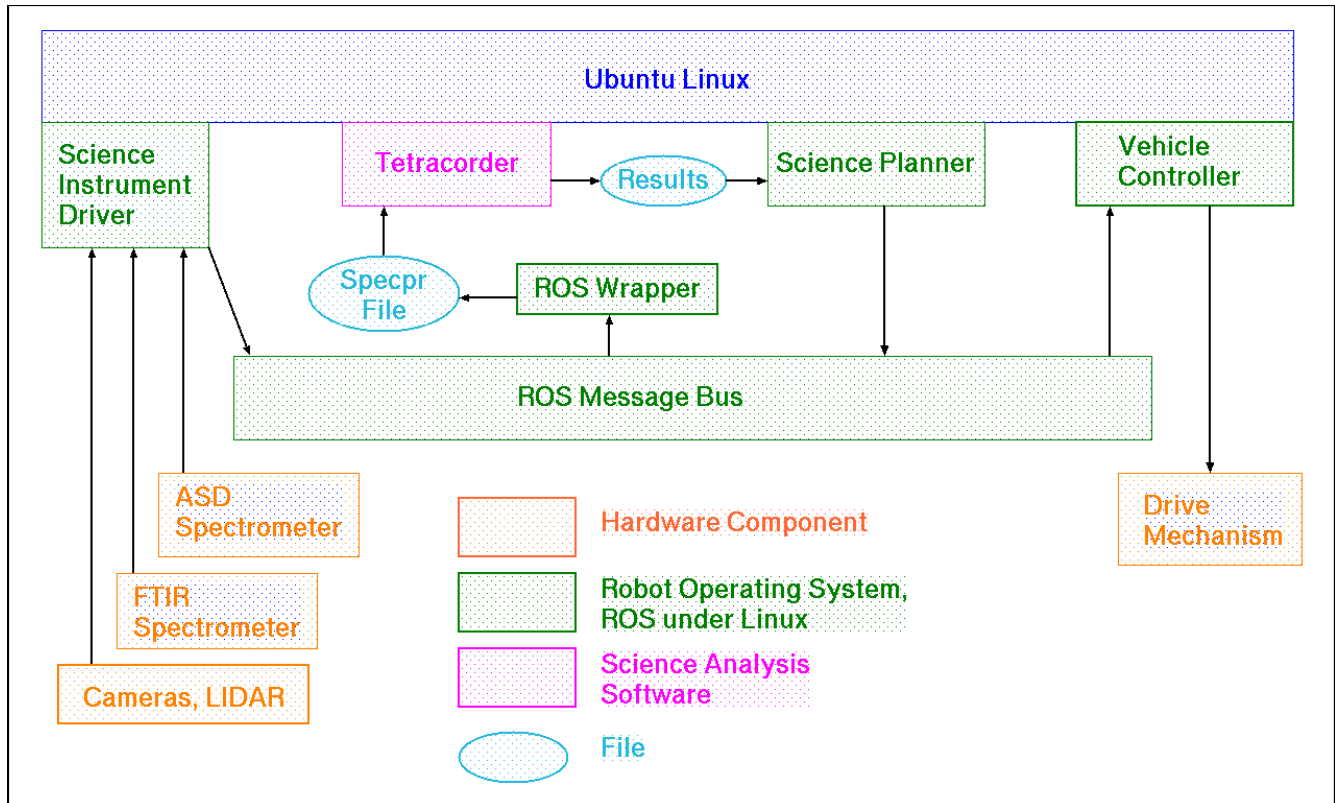 Ubuntu Linux
Science
Instrument
Driver
Tetracorder
Results
Science Planner
Vehicle
Controller
Specpr
File
ROS Wrapper
ROS Message Bus
ASD
Spectrometer
FTIR
Spectrometer
Cameras, LIDAR
Drive
Mechanism
Hardware Component
Robot Operating System,
ROS under Linux
Science Analysis
Software
File